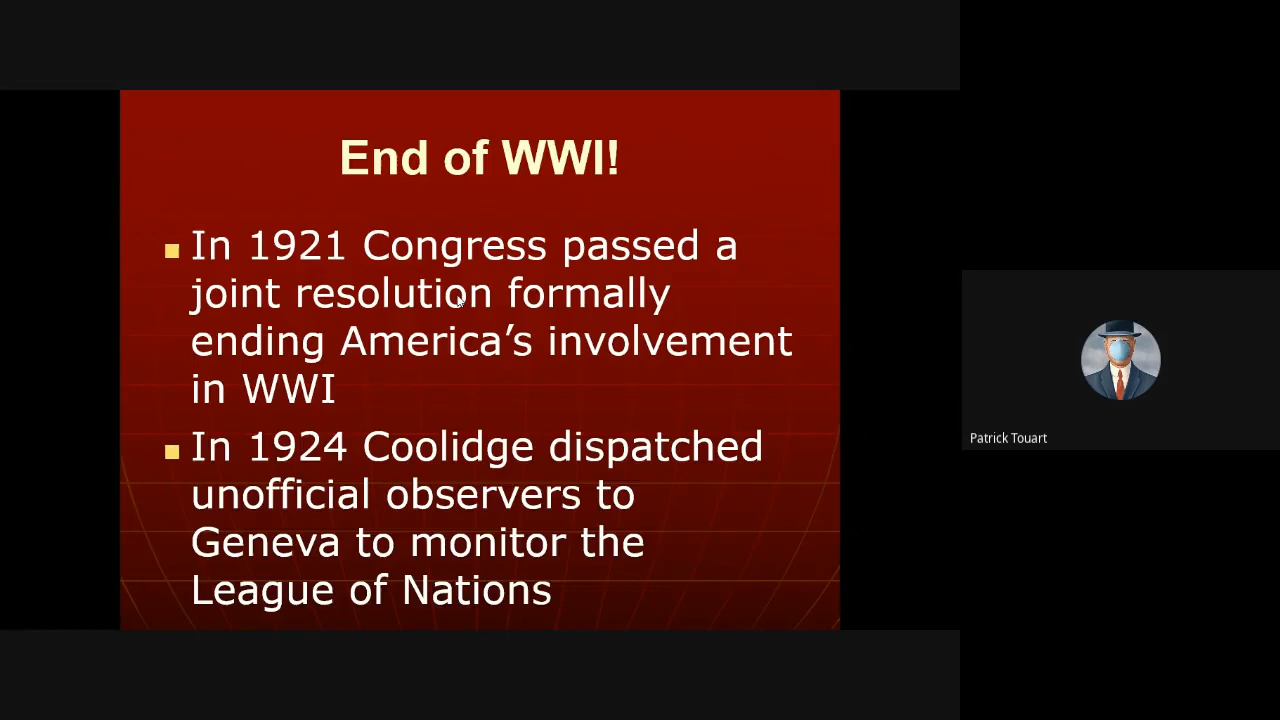 End of WWI!
In 1921 Congress passed a
joint resolution formally
ending America’s involvement
in WWI
In 1924 Coolidge dispatched
unofficial observers to
Geneva to monitor the
League of Nations
Patrick Touart